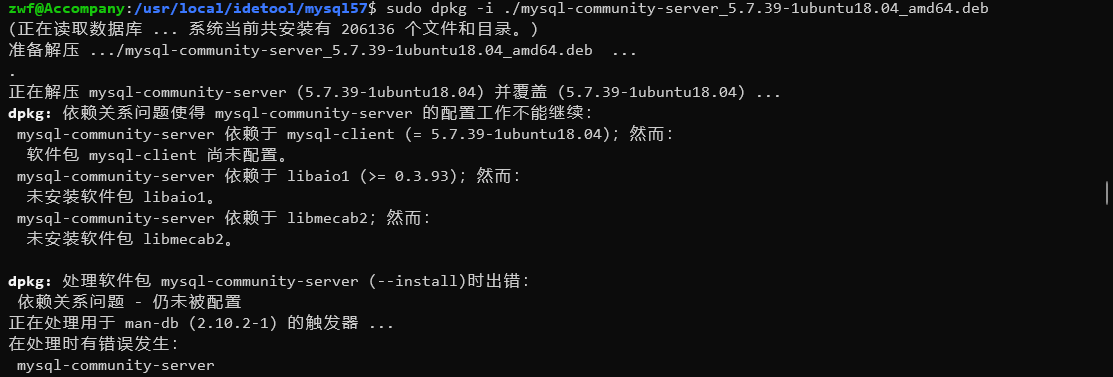 zwf@Accompany:/usr/local/idetool/mysql57$ sudo dpkg -i ./mysql-community-server_5.7.39-1ubuntu18.04_amd64.deb
(正在读取数据库 ... 系统当前共安装有 206136 个文件和目录。)
准备解压 .../mysql-community-server_5.7.39-1ubuntu18.04_amd64.deb  ...
.
正在解压 mysql-community-server (5.7.39-1ubuntu18.04) 并覆盖 (5.7.39-1ubuntu18.04) ...
dpkg: 依赖关系问题使得 mysql-community-server 的配置工作不能继续:
 mysql-community-server 依赖于 mysql-client (= 5.7.39-1ubuntu18.04); 然而:
  软件包 mysql-client 尚未配置。
 mysql-community-server 依赖于 libaio1 (>= 0.3.93); 然而:
  未安装软件包 libaio1。
 mysql-community-server 依赖于 libmecab2; 然而:
  未安装软件包 libmecab2。
dpkg: 处理软件包 mysql-community-server (--install)时出错:
 依赖关系问题 - 仍未被配置
正在处理用于 man-db (2.10.2-1) 的触发器 ...
在处理时有错误发生:
 mysql-community-server